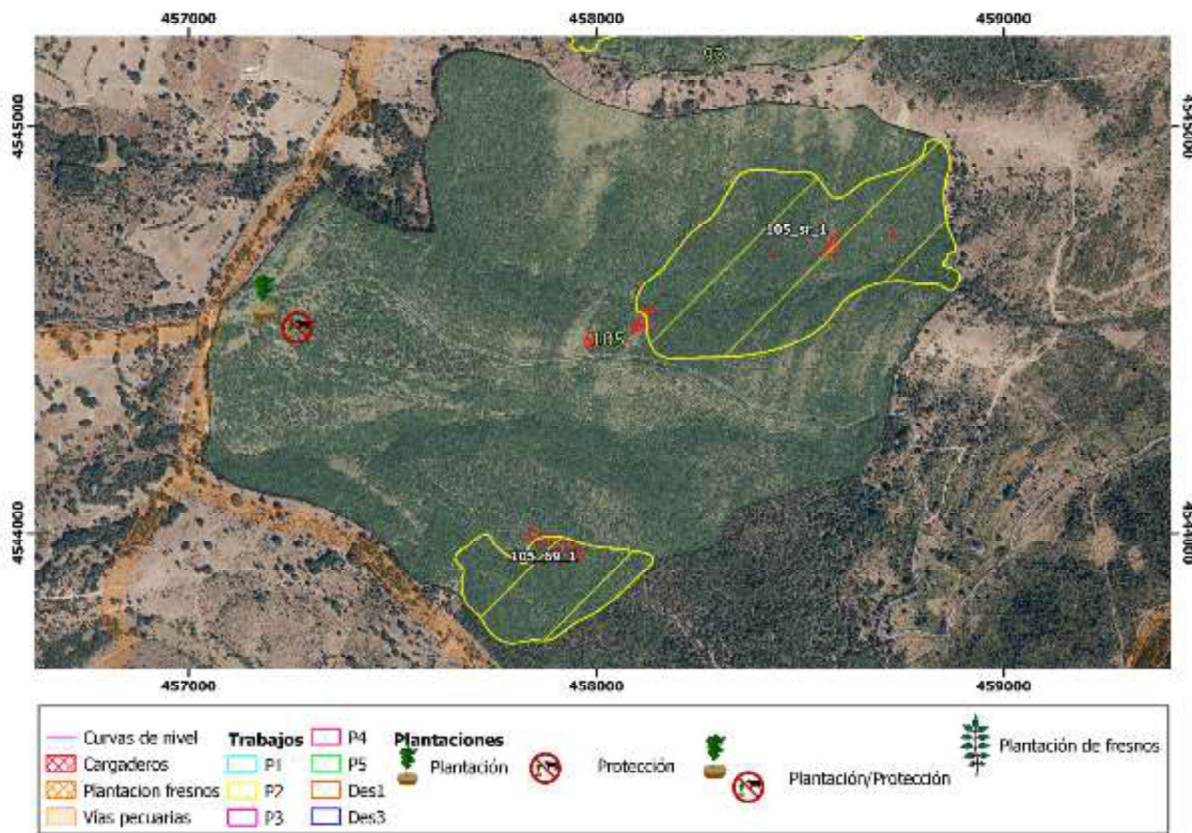 457000 458000 459000
4545000 4545000
93
105_sr_1
105
4544000 4544000
105_69_1
457000 458000 459000
Curvas de nivel
Cargaderos
Plantacion fresnos
Vías pecuarias
Trabajos
P1
P2
P3
P4
P5
Des1
Des3
Plantaciones
Plantación
Protección
Plantación/Protección
Plantación de fresnos